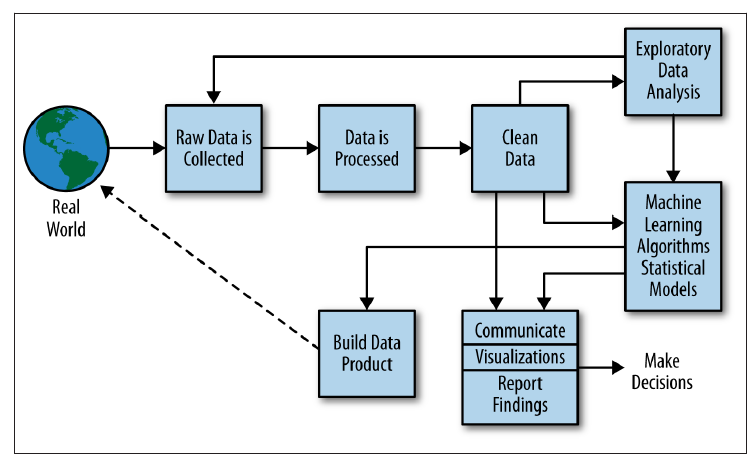 Exploratory
Data
Analysis
Raw Data is
Collected
Data is
Processed
Clean
Data
Real
World
Machine
Learning
Algorithms
Statistical
Models
Build Data
Product
Communicate
Visualizations
Report
Findings
Make
Decisions